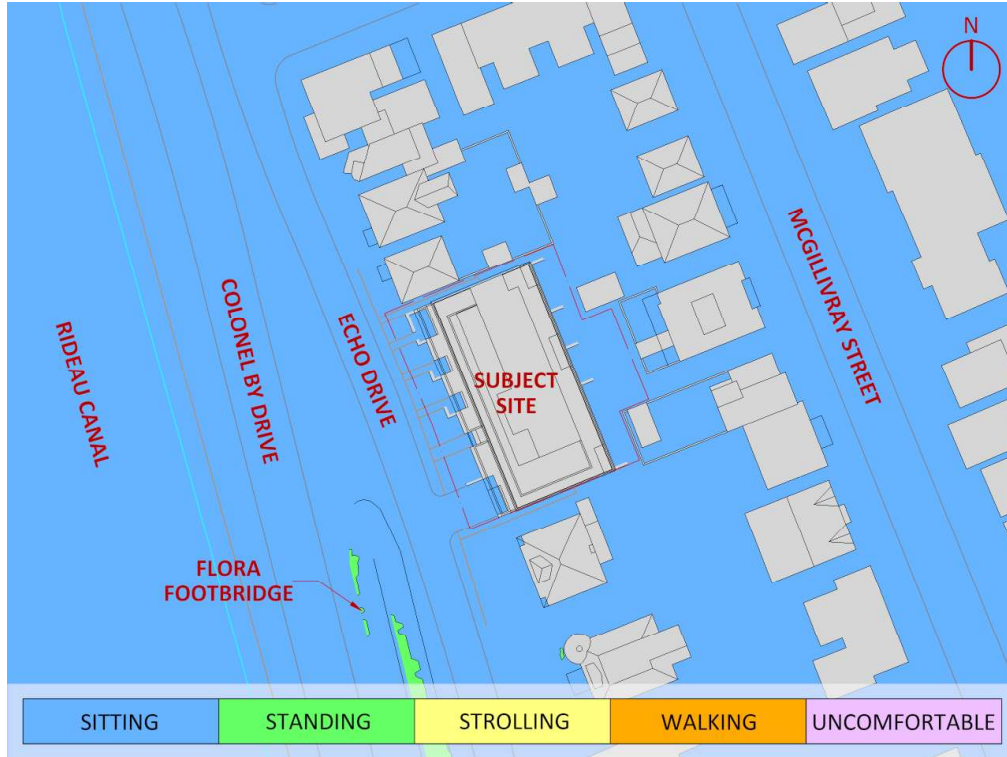 N
MCGILLIVRAY STREET
COLONEL BY DRIVE
ECHO DRIVE
RIDEAU CANAL
SUBJECT
SITE
FLORA
FOOTBRIDGE
SITTING
STANDING
STROLLING
WALKING
UNCOMFORTABLE